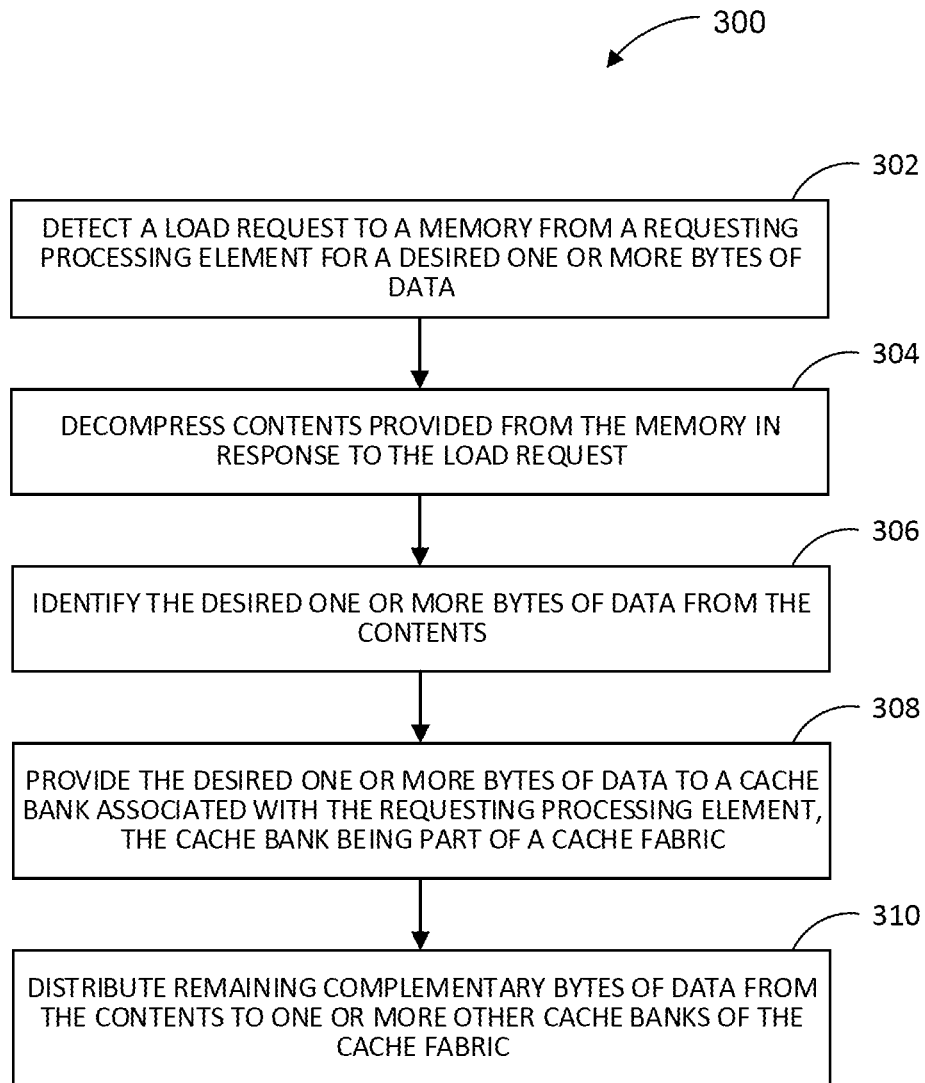 300
302
DETECT A LOAD REQUEST TO A MEMORY FROM A REQUESTING
PROCESSING ELEMENT FOR A DESIRED ONE OR MORE BYTES OF
DATA
304
DECOMPRESS CONTENTS PROVIDED FROM THE MEMORY IN
RESPONSE TO THE LOAD REQUEST
306
IDENTIFY THE DESIRED ONE OR MORE BYTES OF DATA FROM THE
CONTENTS
308
PROVIDE THE DESIRED ONE OR MORE BYTES OF DATA TO A CACHE
BANK ASSOCIATED WITH THE REQUESTING PROCESSING ELEMENT,
THE CACHE BANK BEING PART OF A CACHE FABRIC
310
DISTRIBUTE REMAINING COMPLEMENTARY BYTES OF DATA FROM
THE CONTENTS TO ONE OR MORE OTHER CACHE BANKS OF THE
CACHE FABRIC